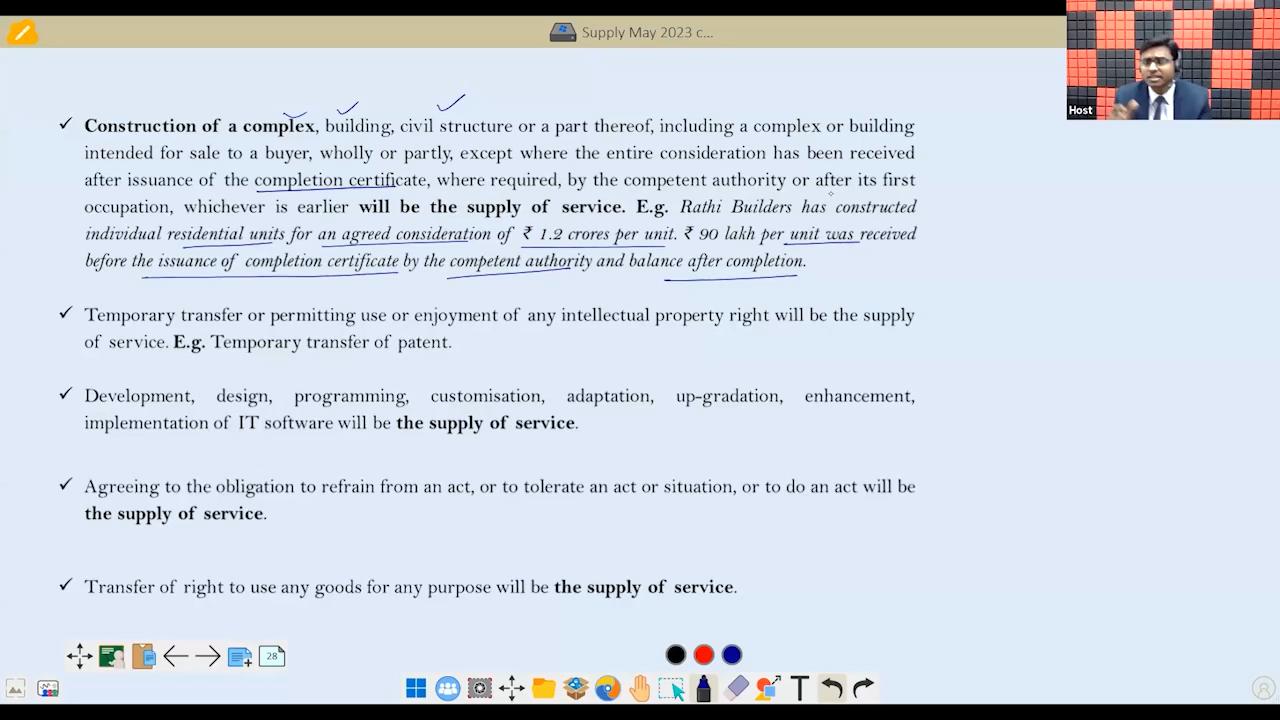 Supply May 2023 c...
Host
✓ Construction of a complex, building, civil structure or a part thereof, including a complex or building
intended for sale to a buyer, wholly or partly, except where the entire consideration has been received
after issuance of the completion certificate, where required, by the competent authority or after its first
occupation, whichever is earlier will be the supply of service. E.g. Rathi Builders has constructed
individual residential units for an agreed consideration of ₹ 1.2 crores per unit. ₹ 90 lakh per unit was received
before the issuance of completion certificate by the competent authority and balance after completion.
✓ Temporary transfer or permitting use or enjoyment of any intellectual property right will be the supply
of service. E.g. Temporary transfer of patent.
✓ Development, design, programming, customisation, adaptation, up-gradation, enhancement,
implementation of IT software will be the supply of service.
✓ Agreeing to the obligation to refrain from an act, or to tolerate an act or situation, or to do an act will be
the supply of service.
✓ Transfer of right to use any goods for any purpose will be the supply of service.
28
T